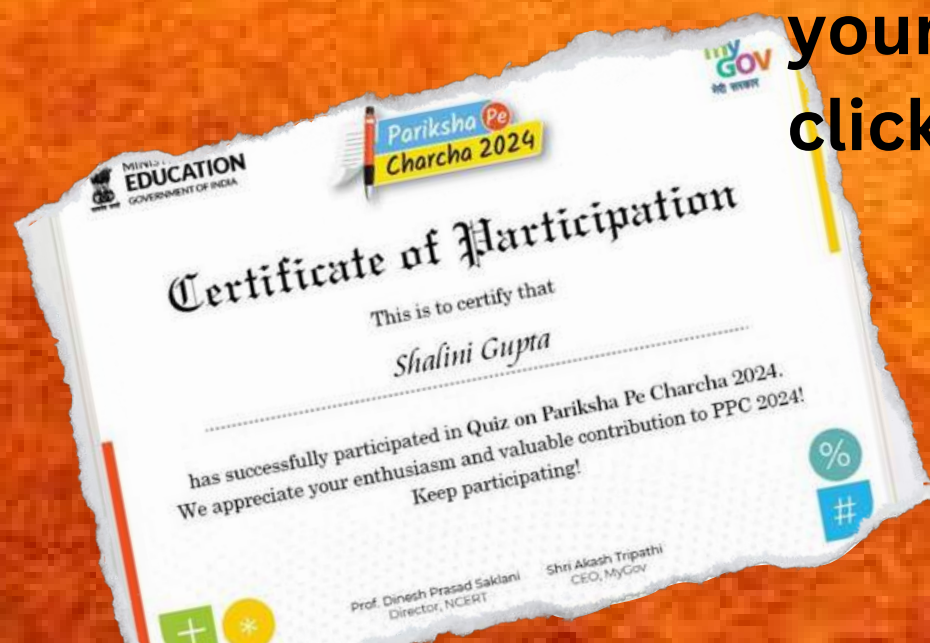 your
click
my
GOV
मेरी सरकार
Pariksha Pe
Charcha 2024
EDUCATION
GOVERNMENT OF INDIA
Certificate of Participation
This is to certify that
Shalini Gupta
has successfully participated in Quiz on Pariksha Pe Charcha 2024.
We appreciate your enthusiasm and valuable contribution to PPC 2024!
Keep participating!
%
#
Prof. Dinesh Prasad Saklani
Director, NCERT
Shri Akash Tripathi
CEO, MyGov
+
*